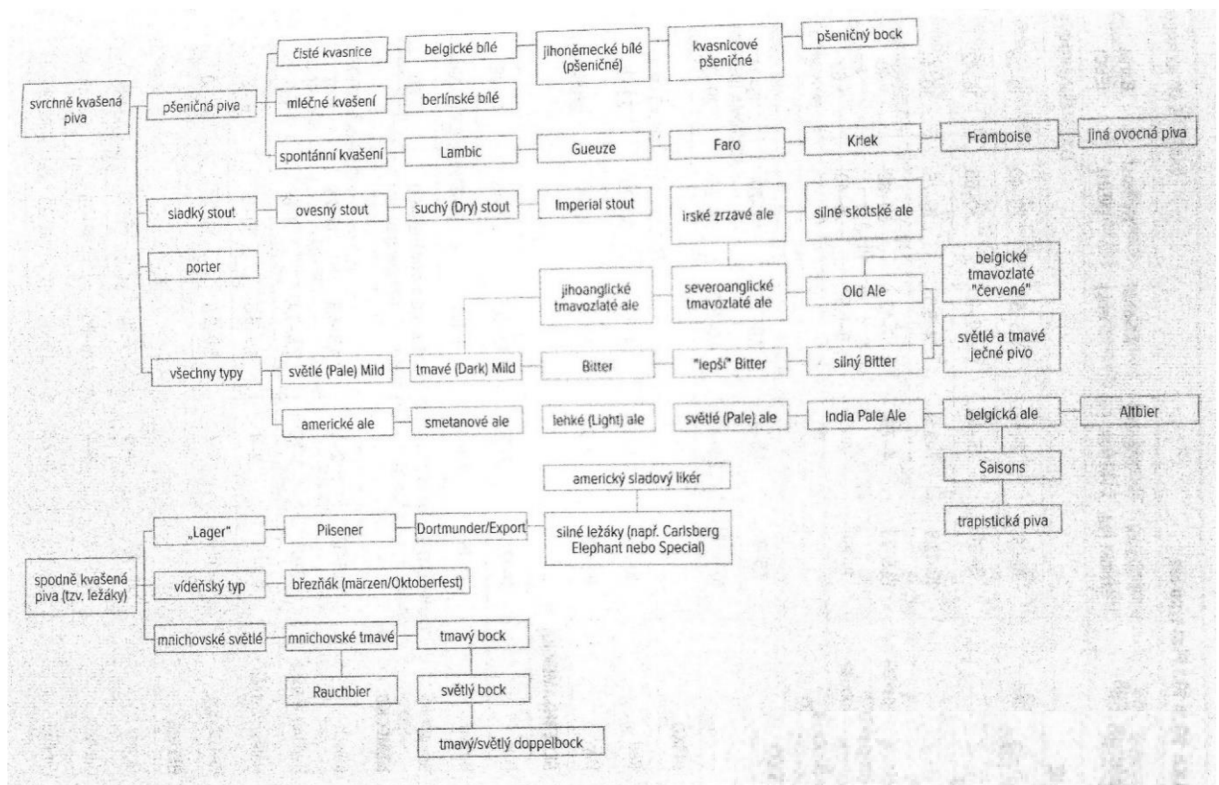 čisté kvasnice
belgické bílé
jihoněmecké bílé
(pšeničné)
kvasnicové
pšeničné
pšeničný bock
svrchně kvašená
piva
pšeničná piva
mléčné kvašení
berlínské bílé
spontánní kvašení
Lambic
Gueuze
Faro
Kriek
Framboise
jiná ovocná piva
sladký stout
ovesný stout
suchý (Dry) stout
Imperial stout
irské zrzavé ale
silné skotské ale
porter
jihoanglické
tmavozlaté ale
severoanglické
tmavozlaté ale
Old Ale
belgické
tmavozlaté
"červené"
světlé a tmavé
ječné pivo
všechny typy
světlé (Pale) Mild
tmavé (Dark) Mild
Bitter
"lepší" Bitter
silný Bitter
americké ale
smetanové ale
lehké (Light) ale
světlé (Pale) ale
India Pale Ale
belgická ale
Altbier
Saisons
trapistická piva
americký sladový likér
„Lager“
Pilsener
Dortmunder/Export
silné ležáky (např. Carlsberg
Elephant nebo Special)
spodně kvašená
piva (tzv. ležáky)
vídeňský typ
březňák (märzen/Oktoberfest)
mnichovské světlé
mnichovské tmavé
tmavý bock
Rauchbier
světlý bock
tmavý/světlý doppelbock